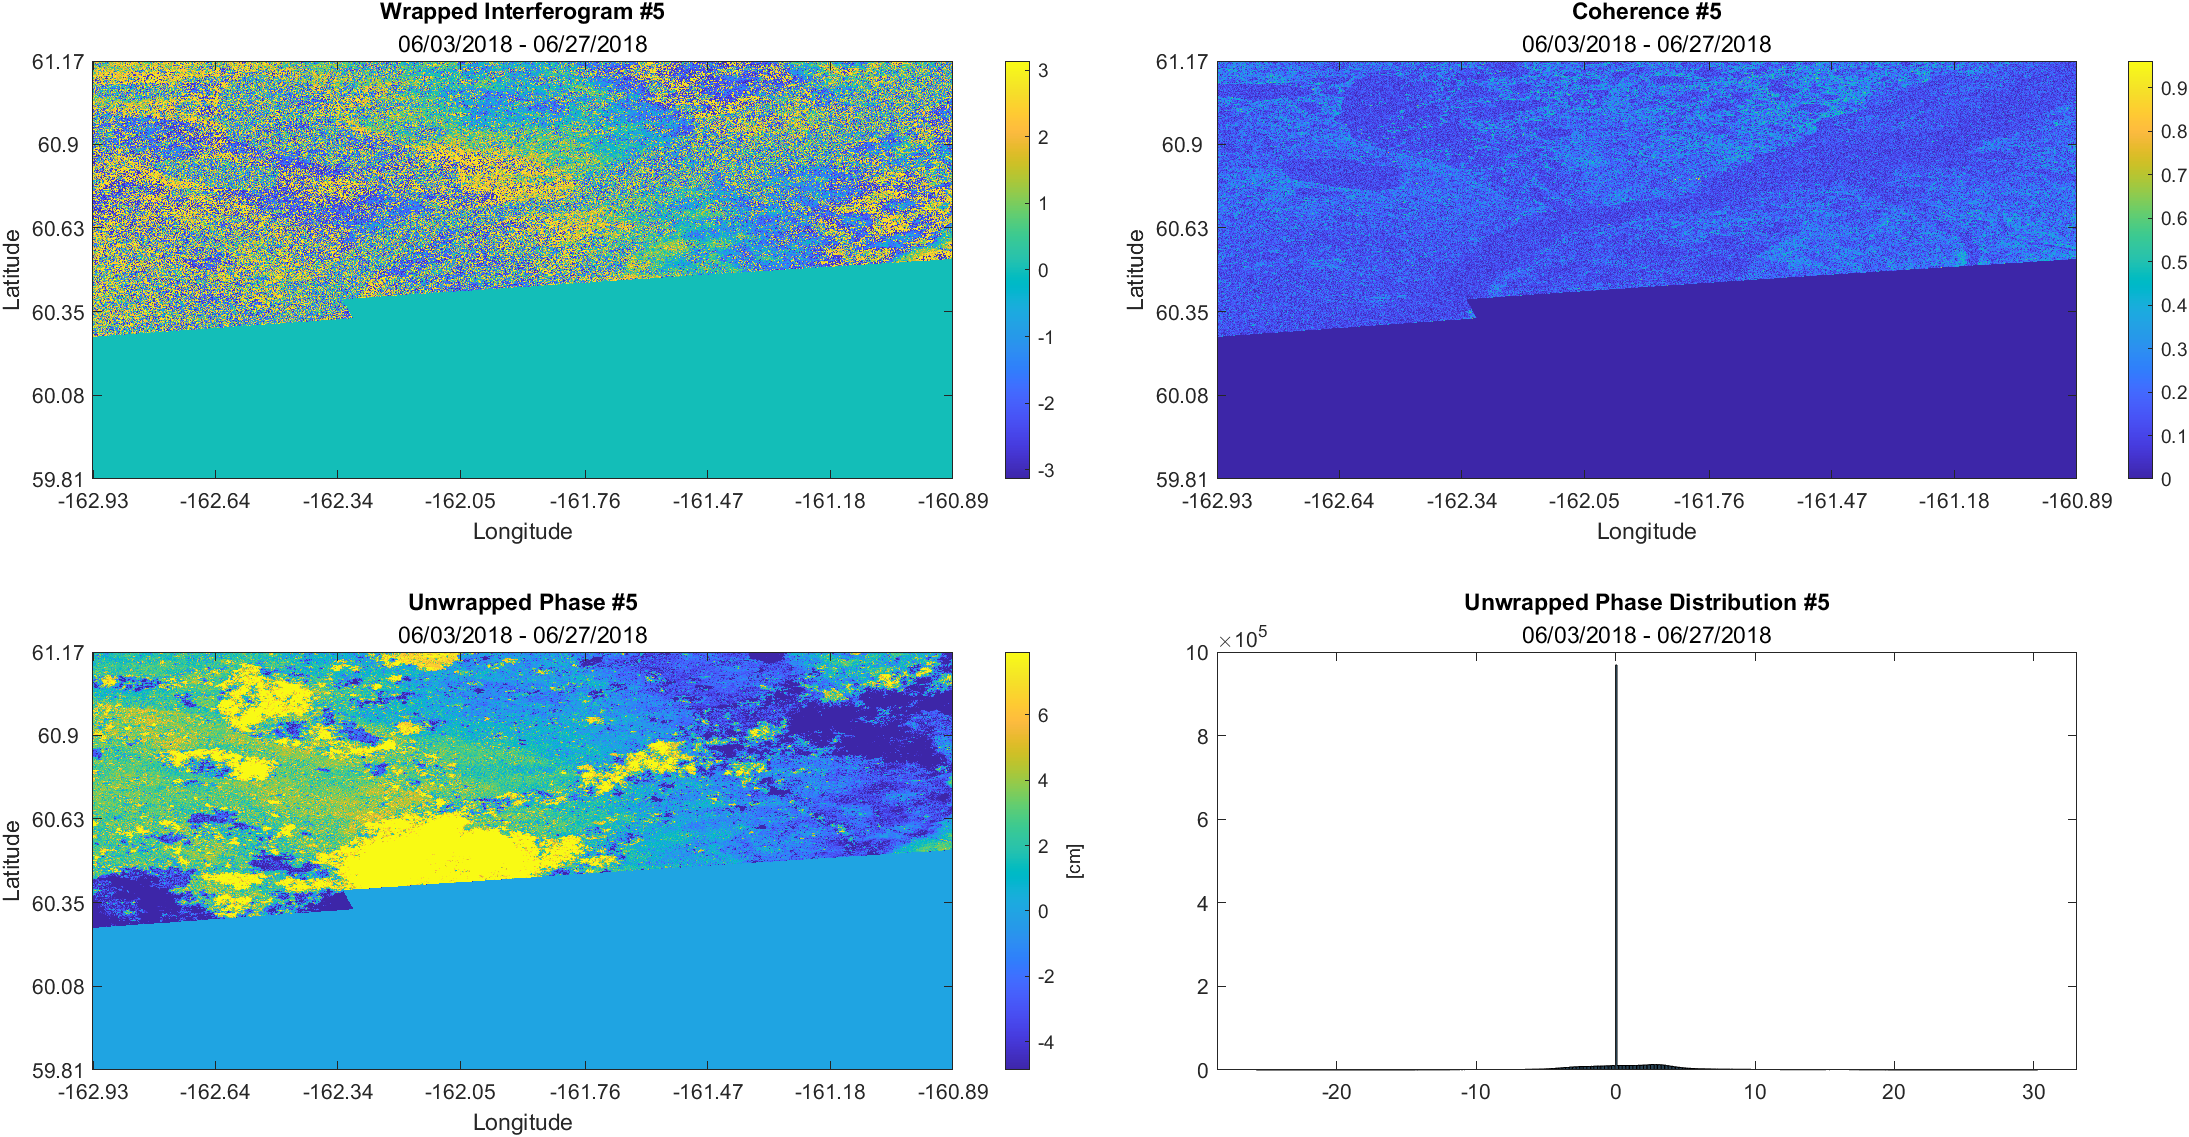 Wrapped Interferogram #5
06/03/2018 - 06/27/2018
61.17
60.9
60.63
60.35
60.08
59.81
Latitude
-162.93 -162.64 -162.34 -162.05 -161.76 -161.47 -161.18 -160.89
Longitude
3
2
1
0
-1
-2
-3
Coherence #5
06/03/2018 - 06/27/2018
61.17
60.9
60.63
60.35
60.08
59.81
Latitude
-162.93 -162.64 -162.34 -162.05 -161.76 -161.47 -161.18 -160.89
Longitude
0.9
0.8
0.7
0.6
0.5
0.4
0.3
0.2
0.1
0
Unwrapped Phase #5
06/03/2018 - 06/27/2018
61.17
60.9
60.63
60.35
60.08
59.81
Latitude
-162.93 -162.64 -162.34 -162.05 -161.76 -161.47 -161.18 -160.89
Longitude
6
4
2
0
-2
-4
[cm]
Unwrapped Phase Distribution #5
06/03/2018 - 06/27/2018
×10^5
10
8
6
4
2
0
-20 -10 0 10 20 30